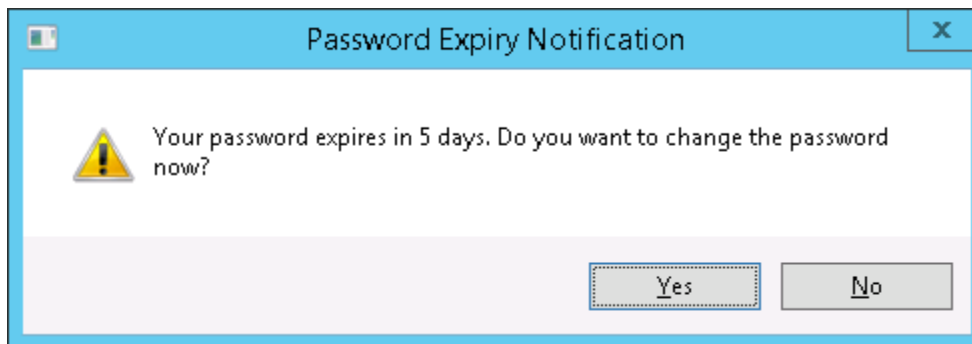 Password Expiry Notification
x
Your password expires in 5 days. Do you want to change the password
now?
Yes
No